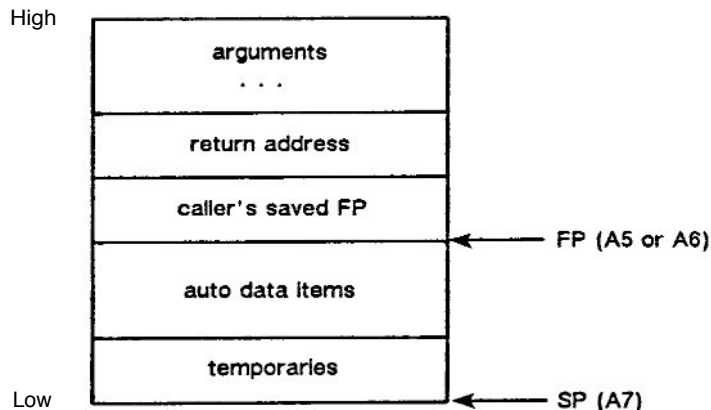 High
arguments
. . .
return address
caller's saved FP
FP (A5 or A6)
auto data items
temporaries
Low
SP (A7)